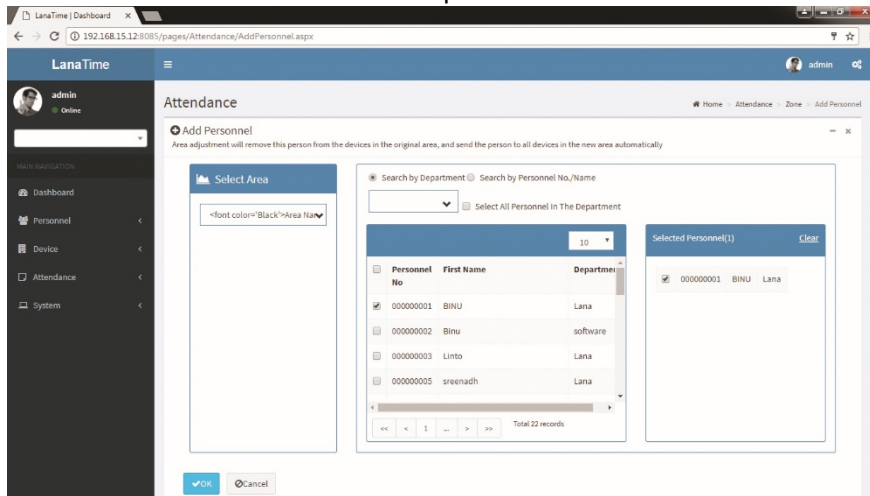 LanaTime | Dashboard
192.168.15.12:8085/pages/Attendance/AddPersonnel.aspx
LanaTime
admin
admin
Online
MAIN NAVIGATION
Dashboard
Personnel
Device
Attendance
System
Attendance
Home > Attendance > Zone > Add Personnel
Add Personnel
Area adjustment will remove this person from the devices in the original area, and send the person to all devices in the new area automatically
Select Area
<font color='Black'>Area Nam
Search by Department Search by Personnel No./Name
Select All Personnel In The Department
10
Personnel No First Name Departmen
000000001 BINU Lana
000000002 Binu software
000000003 Linto Lana
000000005 sreenadh Lana
<< < 1 ... > >> Total 22 records
Selected Personnel(1) Clear
000000001 BINU Lana
OK Cancel